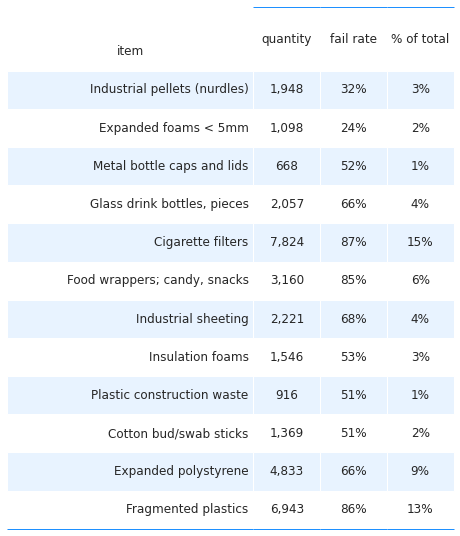 item quantity fail rate % of total
Industrial pellets (nurdles) 1,948 32% 3%
Expanded foams < 5mm 1,098 24% 2%
Metal bottle caps and lids 668 52% 1%
Glass drink bottles, pieces 2,057 66% 4%
Cigarette filters 7,824 87% 15%
Food wrappers; candy, snacks 3,160 85% 6%
Industrial sheeting 2,221 68% 4%
Insulation foams 1,546 53% 3%
Plastic construction waste 916 51% 1%
Cotton bud/swab sticks 1,369 51% 2%
Expanded polystyrene 4,833 66% 9%
Fragmented plastics 6,943 86% 13%